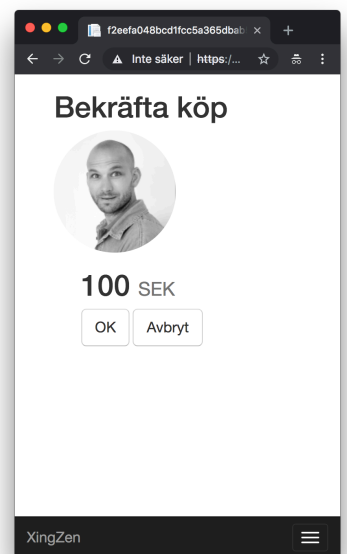 f2eefa048bcd1fcc5a365dbab
Inte säker | https:/...
Bekräfta köp
100 SEK
OK Avbryt
XingZen